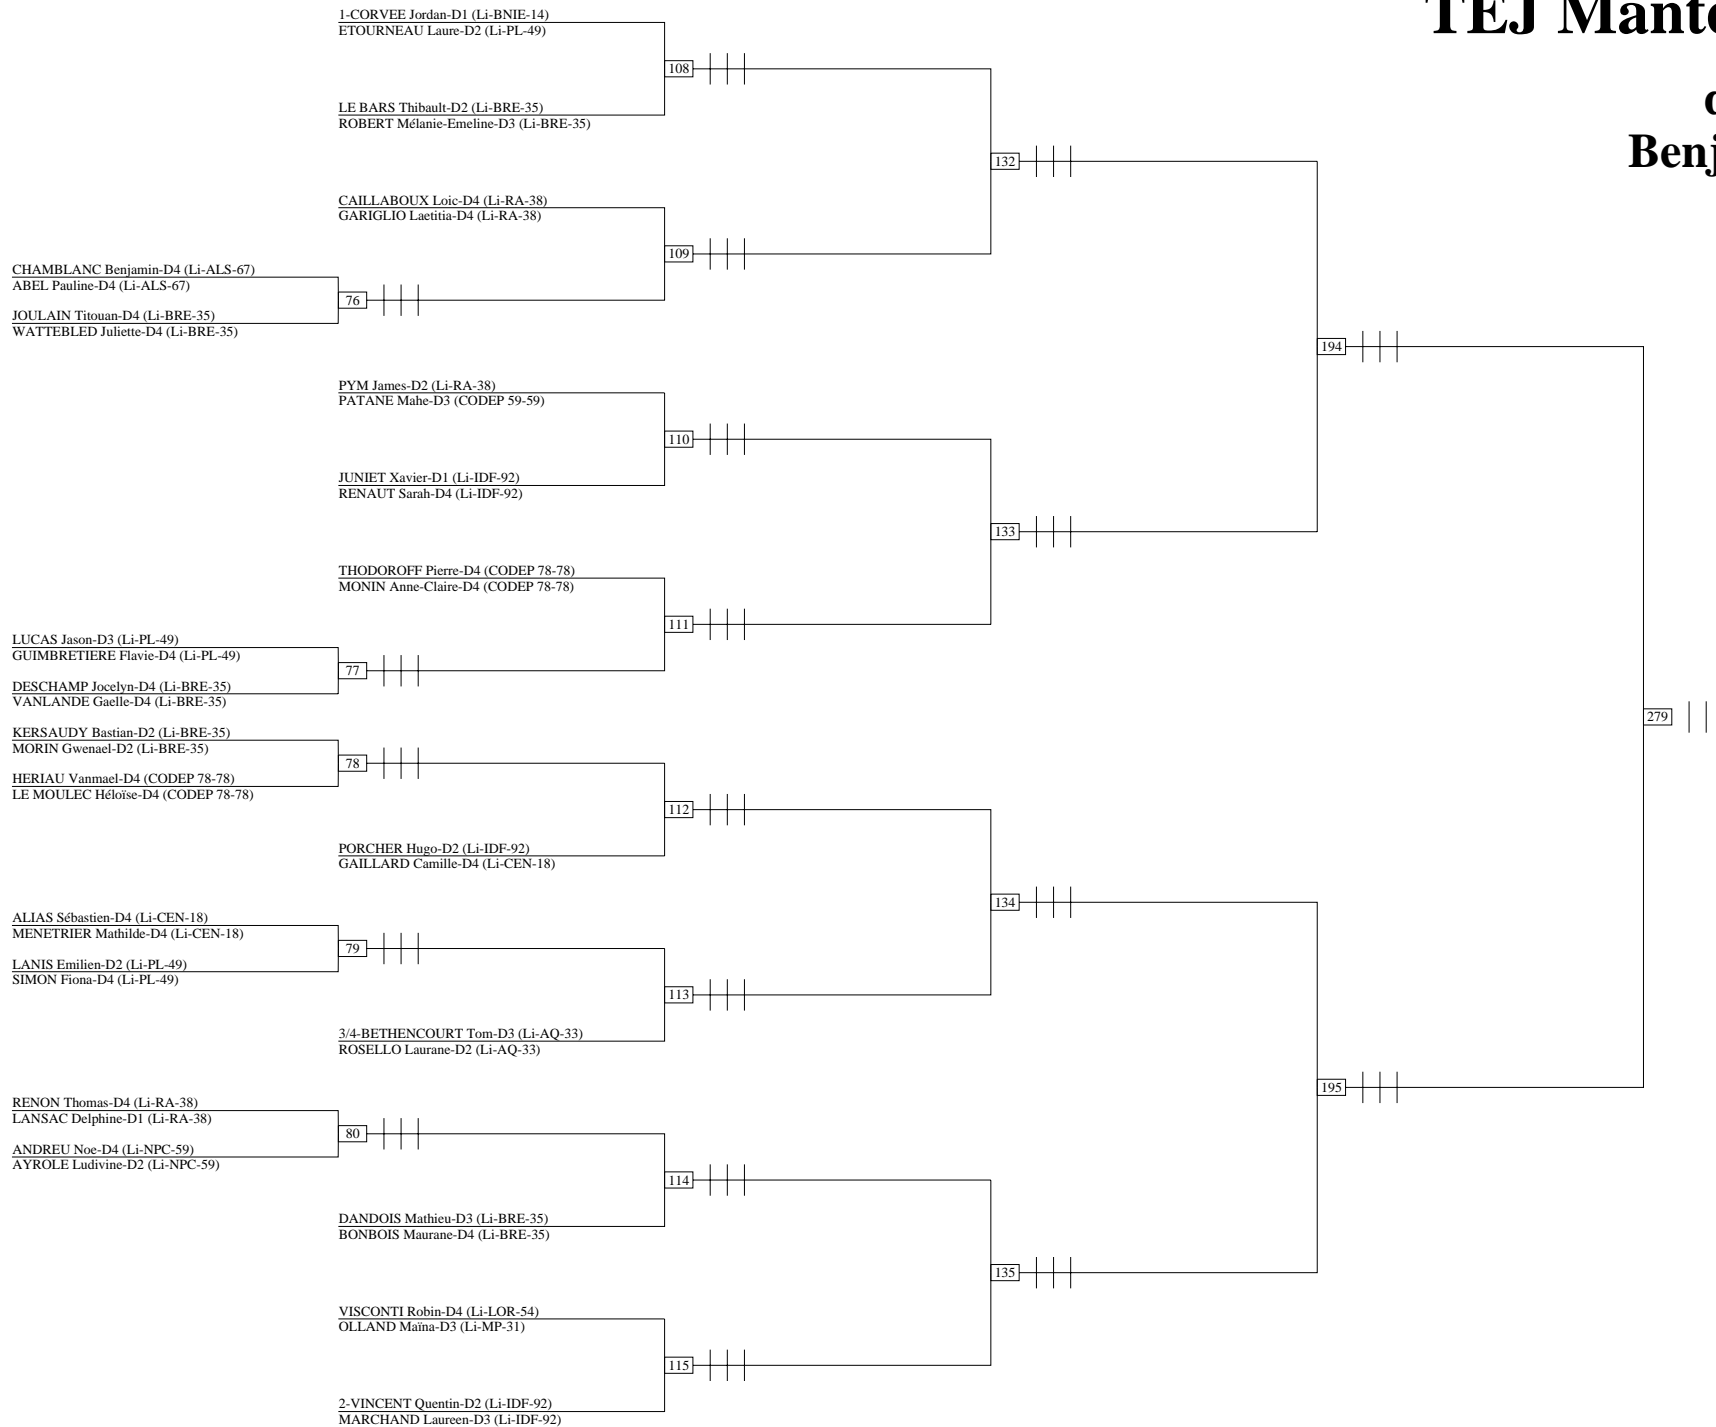 TEJ Mant
Benj
1-CORVEE Jordan-D1 (Li-BNIE-14)
ETOURNEAU Laure-D2 (Li-PL-49)
108
LE BARS Thibault-D2 (Li-BRE-35)
ROBERT Mélanie-Emeline-D3 (Li-BRE-35)
132
CAILLABOUX Loic-D4 (Li-RA-38)
GARIGLIO Laetitia-D4 (Li-RA-38)
109
CHAMBLANC Benjamin-D4 (Li-ALS-67)
ABEL Pauline-D4 (Li-ALS-67)
76
JOULAIN Titouan-D4 (Li-BRE-35)
WATTEBLED Juliette-D4 (Li-BRE-35)
194
PYM James-D2 (Li-RA-38)
PATANE Mahe-D3 (CODEP 59-59)
110
JUNIET Xavier-D1 (Li-IDF-92)
RENAUT Sarah-D4 (Li-IDF-92)
133
THODOROFF Pierre-D4 (CODEP 78-78)
MONIN Anne-Claire-D4 (CODEP 78-78)
111
LUCAS Jason-D3 (Li-PL-49)
GUIMBRETIERE Flavie-D4 (Li-PL-49)
77
DESCHAMP Jocelyn-D4 (Li-BRE-35)
VANLANDE Gaelle-D4 (Li-BRE-35)
279
KERSAUDY Bastian-D2 (Li-BRE-35)
MORIN Gwenael-D2 (Li-BRE-35)
78
HERIAU Vanmael-D4 (CODEP 78-78)
LE MOULEC Héloïse-D4 (CODEP 78-78)
112
PORCHER Hugo-D2 (Li-IDF-92)
GAILLARD Camille-D4 (Li-CEN-18)
134
ALIAS Sébastien-D4 (Li-CEN-18)
MENETRIER Mathilde-D4 (Li-CEN-18)
79
LANIS Emilien-D2 (Li-PL-49)
SIMON Fiona-D4 (Li-PL-49)
113
3/4-BETHENCOURT Tom-D3 (Li-AQ-33)
ROSELLO Laurane-D2 (Li-AQ-33)
195
RENON Thomas-D4 (Li-RA-38)
LANSAC Delphine-D1 (Li-RA-38)
80
ANDREU Noe-D4 (Li-NPC-59)
AYROLE Ludivine-D2 (Li-NPC-59)
114
DANDOIS Mathieu-D3 (Li-BRE-35)
BONBOIS Maurane-D4 (Li-BRE-35)
135
VISCONTI Robin-D4 (Li-LOR-54)
OLLAND Maïna-D3 (Li-MP-31)
115
2-VINCENT Quentin-D2 (Li-IDF-92)
MARCHAND Laureen-D3 (Li-IDF-92)